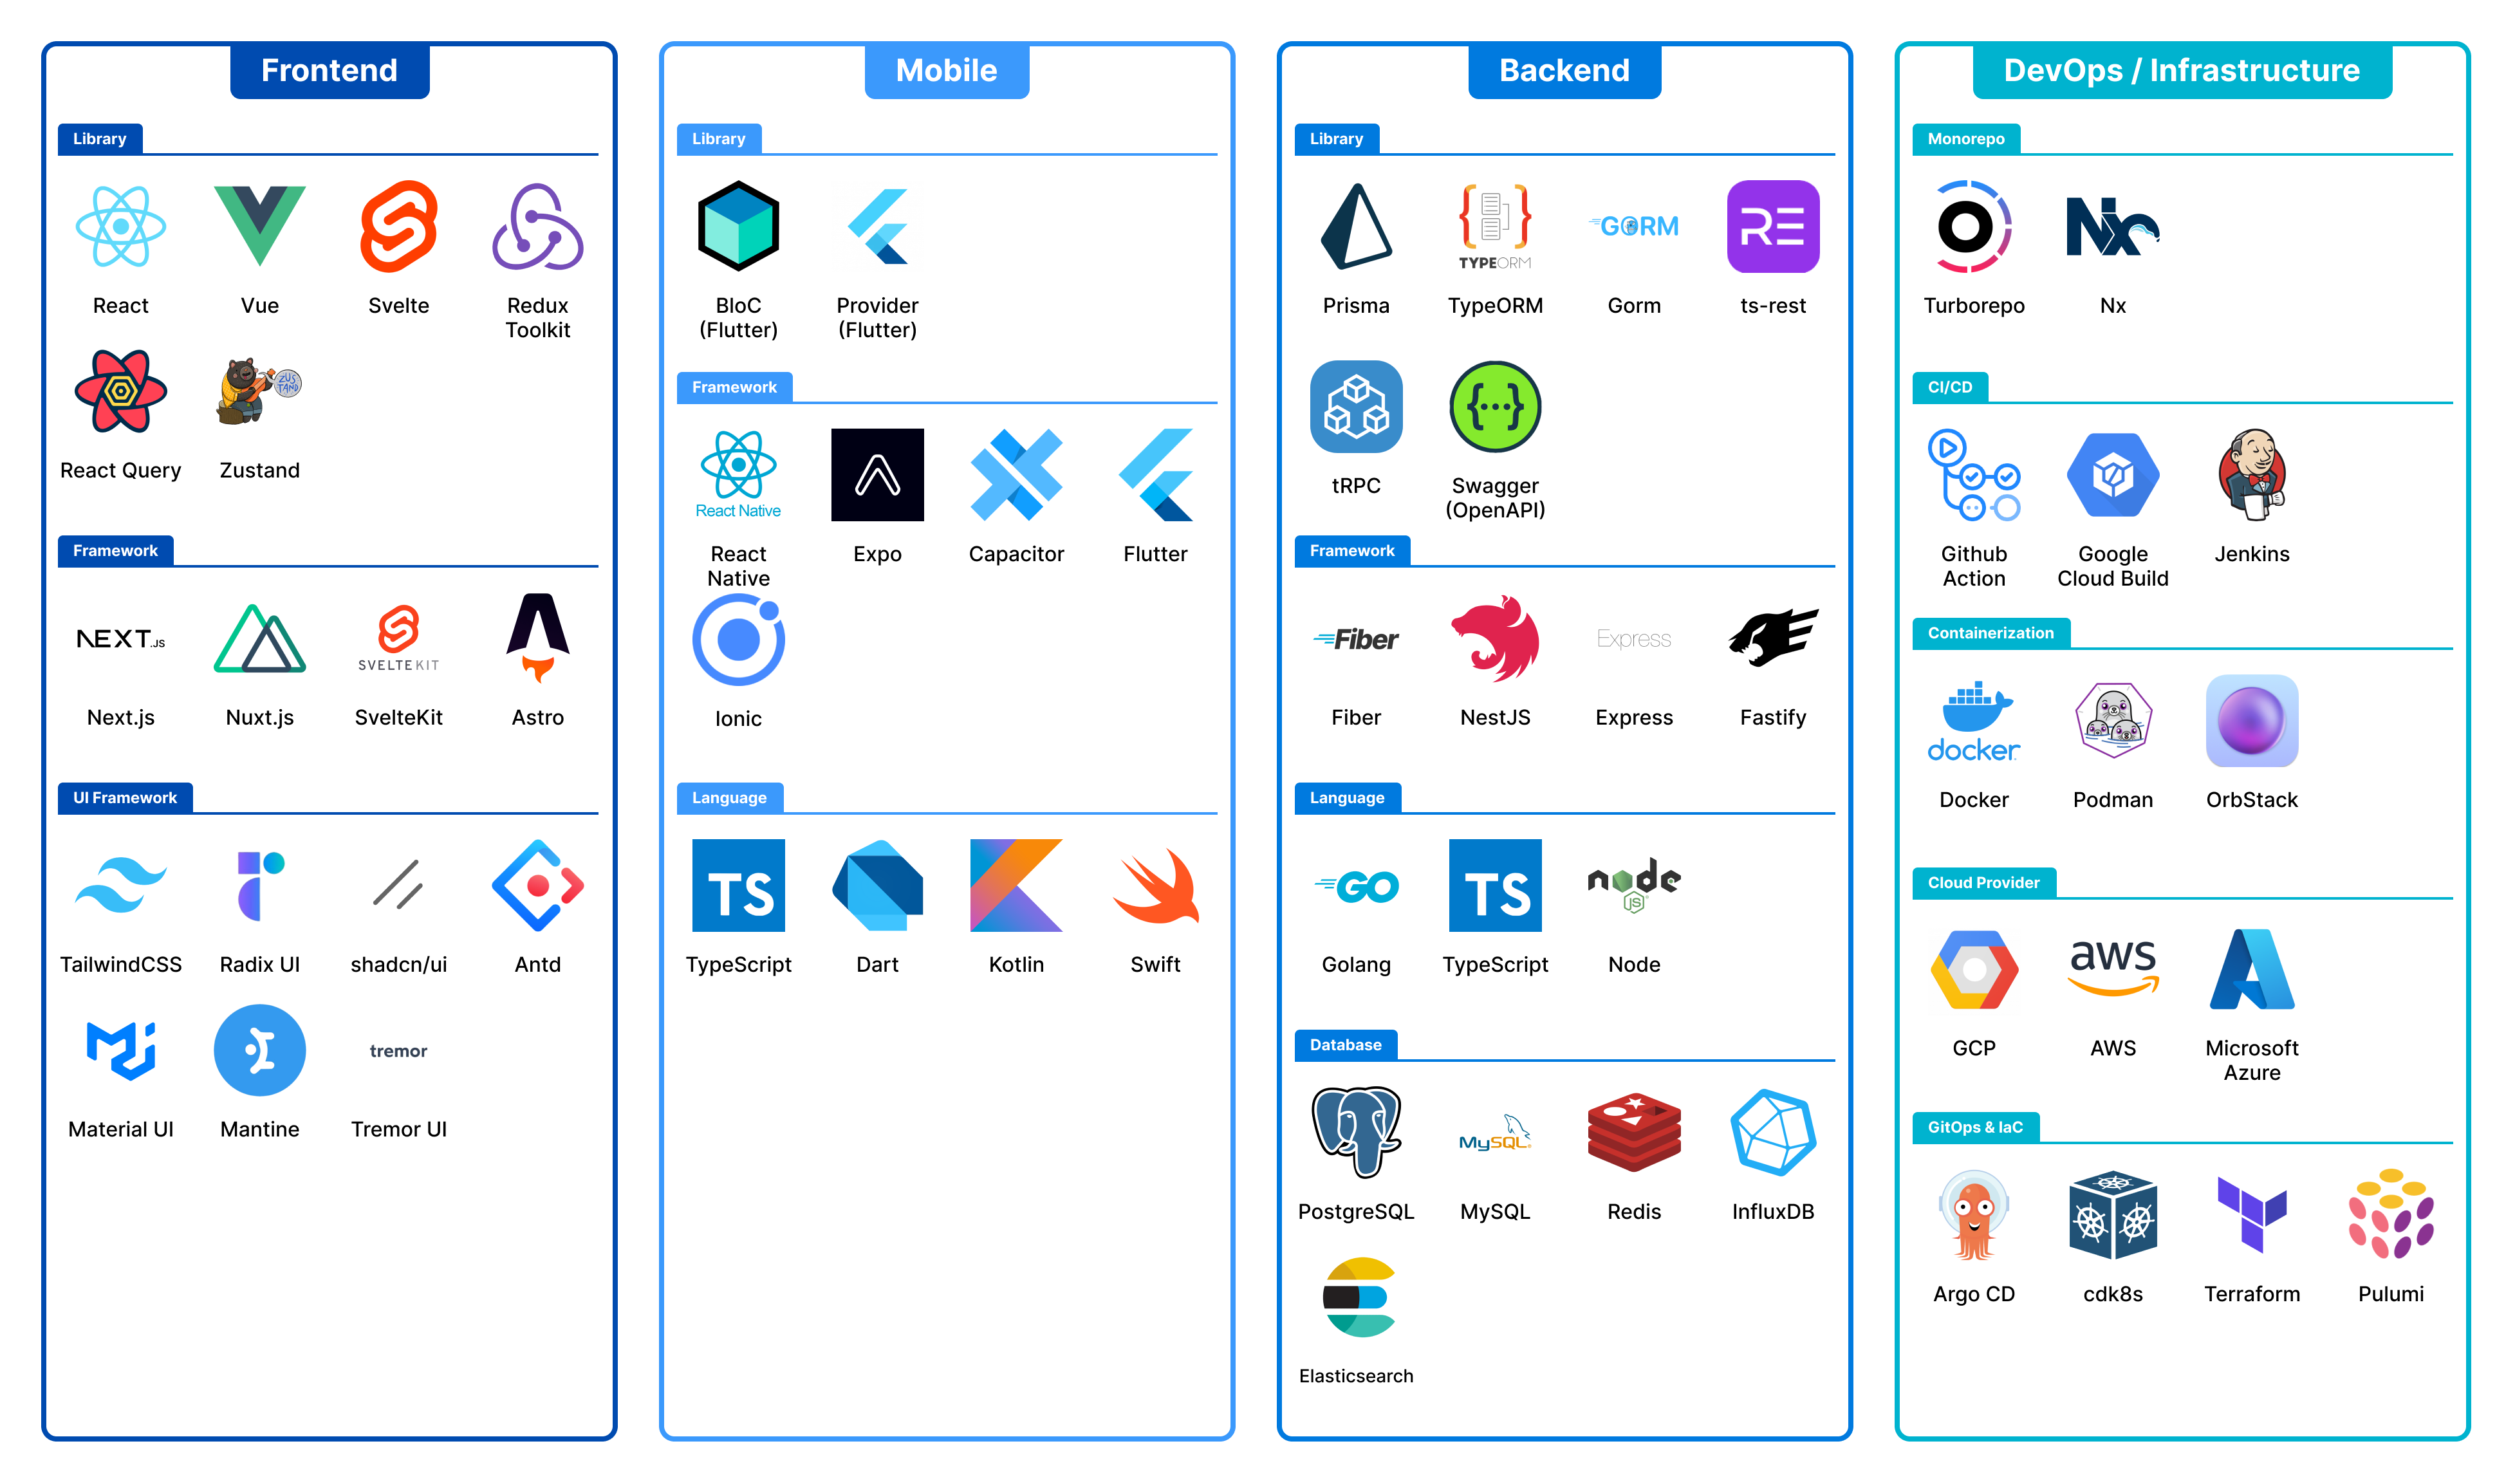 Frontend
Library
React
Vue
Svelte
Redux
Toolkit
ZUS
TAND
React Query
Zustand
Framework
NEXT.JS
SVELTEKIT
Next.js
Nuxt.js
SvelteKit
Astro
UI Framework
TailwindCSS
Radix UI
shadcn/ui
Antd
tremor
Material UI
Mantine
Tremor UI
Mobile
Library
BloC
(Flutter)
Provider
(Flutter)
Framework
React Native
React
Native
Expo
Capacitor
Flutter
Ionic
Language
TS
TypeScript
Dart
Kotlin
Swift
Backend
Library
TYPEORM
GORM
RE
Prisma
TypeORM
Gorm
ts-rest
{···}
tRPC
Swagger
(OpenAPI)
Framework
Fiber
Express
Fiber
NestJS
Express
Fastify
Language
GO
TS
node
JS
Golang
TypeScript
Node
Database
MySQL
PostgreSQL
MySQL
Redis
InfluxDB
Elasticsearch
DevOps / Infrastructure
Monorepo
Nx
Turborepo
Nx
CI/CD
Github
Action
Google
Cloud Build
Jenkins
Containerization
docker
Docker
Podman
OrbStack
Cloud Provider
aws
GCP
AWS
Microsoft
Azure
GitOps & IaC
Argo CD
cdk8s
Terraform
Pulumi